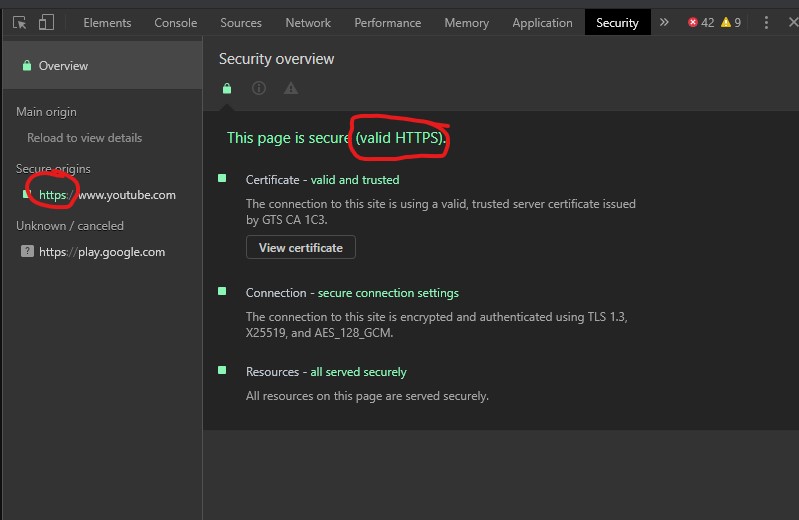 Elements Console Sources Network Performance Memory Application Security » 42 9
Overview
Main origin
Reload to view details
Secure origins
https://www.youtube.com
Unknown / canceled
? https://play.google.com
Security overview
This page is secure (valid HTTPS).
Certificate - valid and trusted
The connection to this site is using a valid, trusted server certificate issued
by GTS CA 1C3.
View certificate
Connection - secure connection settings
The connection to this site is encrypted and authenticated using TLS 1.3,
X25519, and AES_128_GCM.
Resources - all served securely
All resources on this page are served securely.